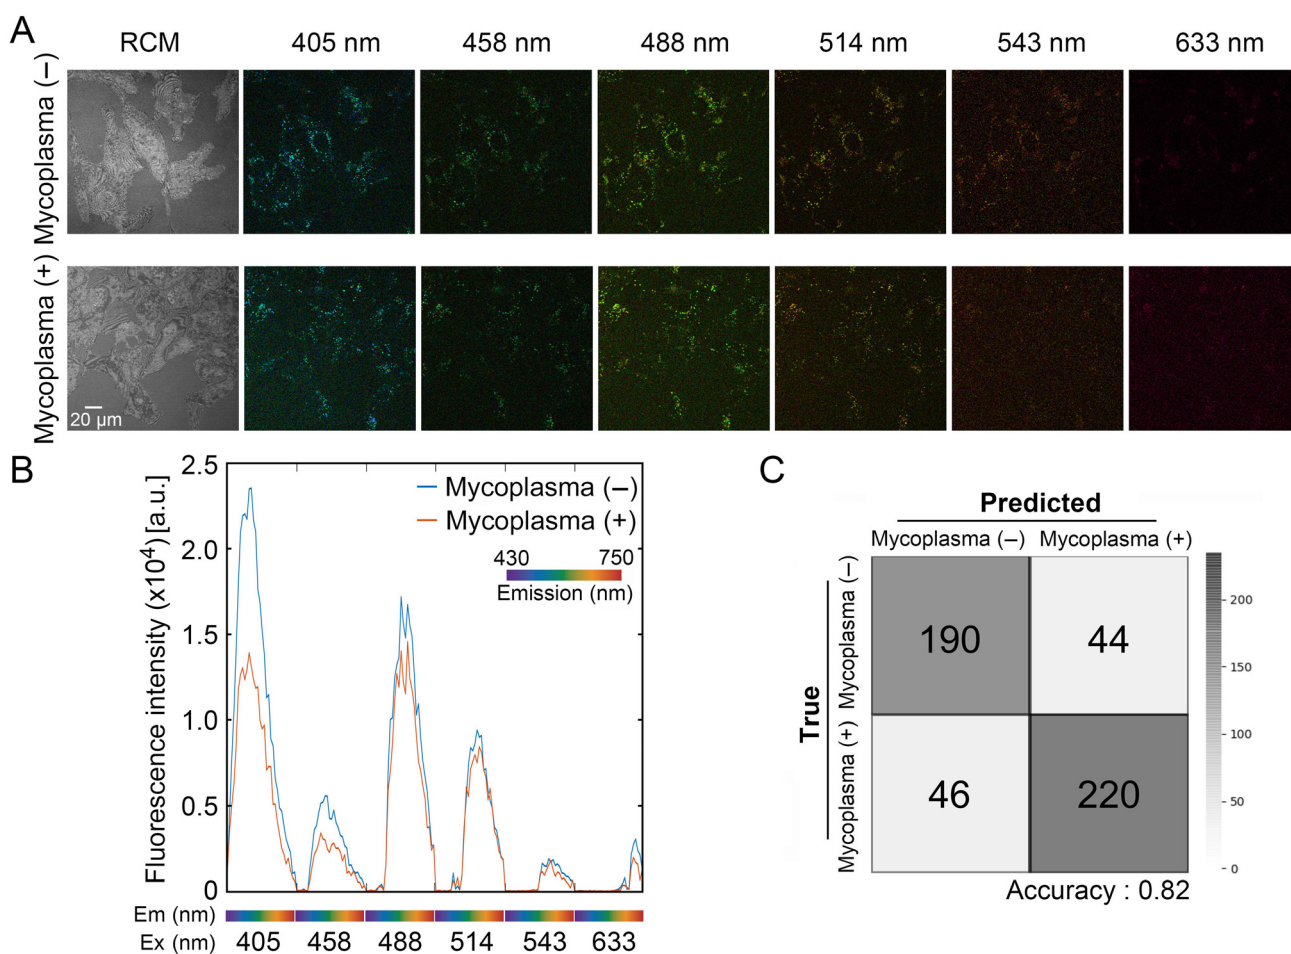 A
RCM 405 nm 458 nm 488 nm 514 nm 543 nm 633 nm
Mycoplasma (–)
Mycoplasma (+)
20 µm
B
Fluorescence intensity (x10⁴) [a.u.]
2.5
2.0
1.5
1.0
0.5
0
Mycoplasma (–)
Mycoplasma (+)
430 750
Emission (nm)
Em (nm)
Ex (nm) 405 458 488 514 543 633
C
Predicted
Mycoplasma (–) Mycoplasma (+)
True
Mycoplasma (–)
190 44
Mycoplasma (+)
46 220
200
150
100
50
0
Accuracy : 0.82